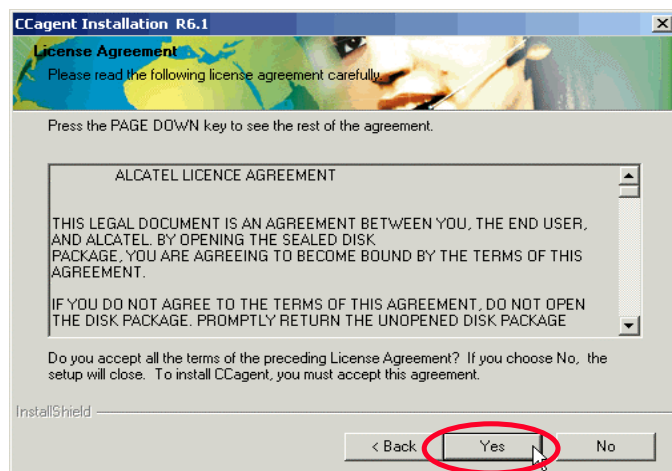 CCagent Installation R6.1
License Agreement
Please read the following license agreement carefully.
Press the PAGE DOWN key to see the rest of the agreement.
ALCATEL LICENCE AGREEMENT
THIS LEGAL DOCUMENT IS AN AGREEMENT BETWEEN YOU, THE END USER,
AND ALCATEL. BY OPENING THE SEALED DISK
PACKAGE, YOU ARE AGREEING TO BECOME BOUND BY THE TERMS OF THIS
AGREEMENT.
IF YOU DO NOT AGREE TO THE TERMS OF THIS AGREEMENT, DO NOT OPEN
THE DISK PACKAGE. PROMPTLY RETURN THE UNOPENED DISK PACKAGE
Do you accept all the terms of the preceding License Agreement? If you choose No, the
setup will close. To install CCagent, you must accept this agreement.
InstallShield
< Back Yes No